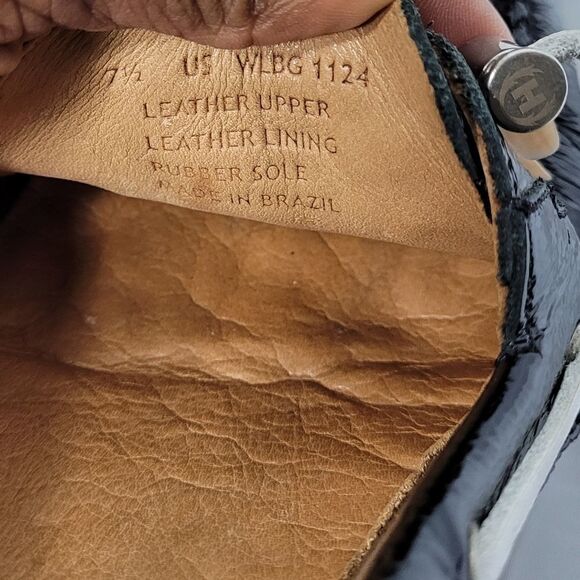 7½ US WLBG 1124
LEATHER UPPER
LEATHER LINING
RUBBER SOLE
MADE IN BRAZIL
H